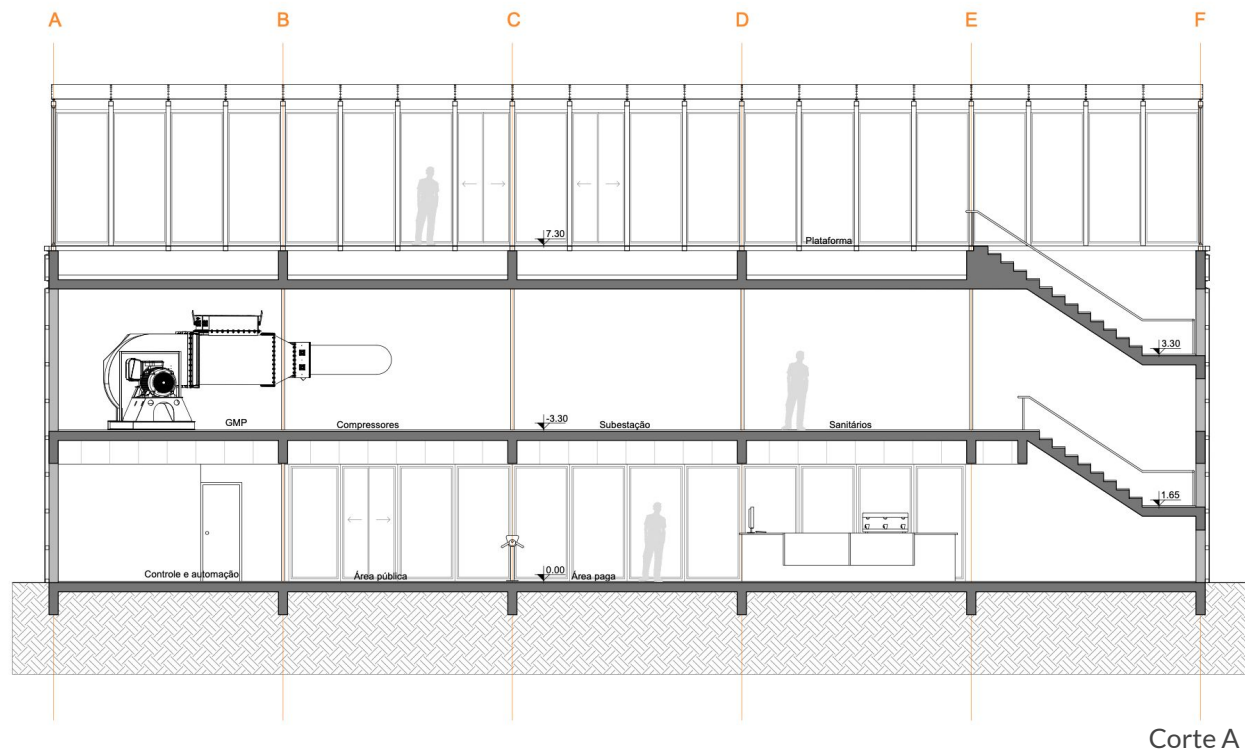 A B C D E F
7.30
Plataforma
3.30
GMP Compressores -3.30 Subestação Sanitários
1.65
Controle e automação Área pública 0.00 Área paga
Corte A